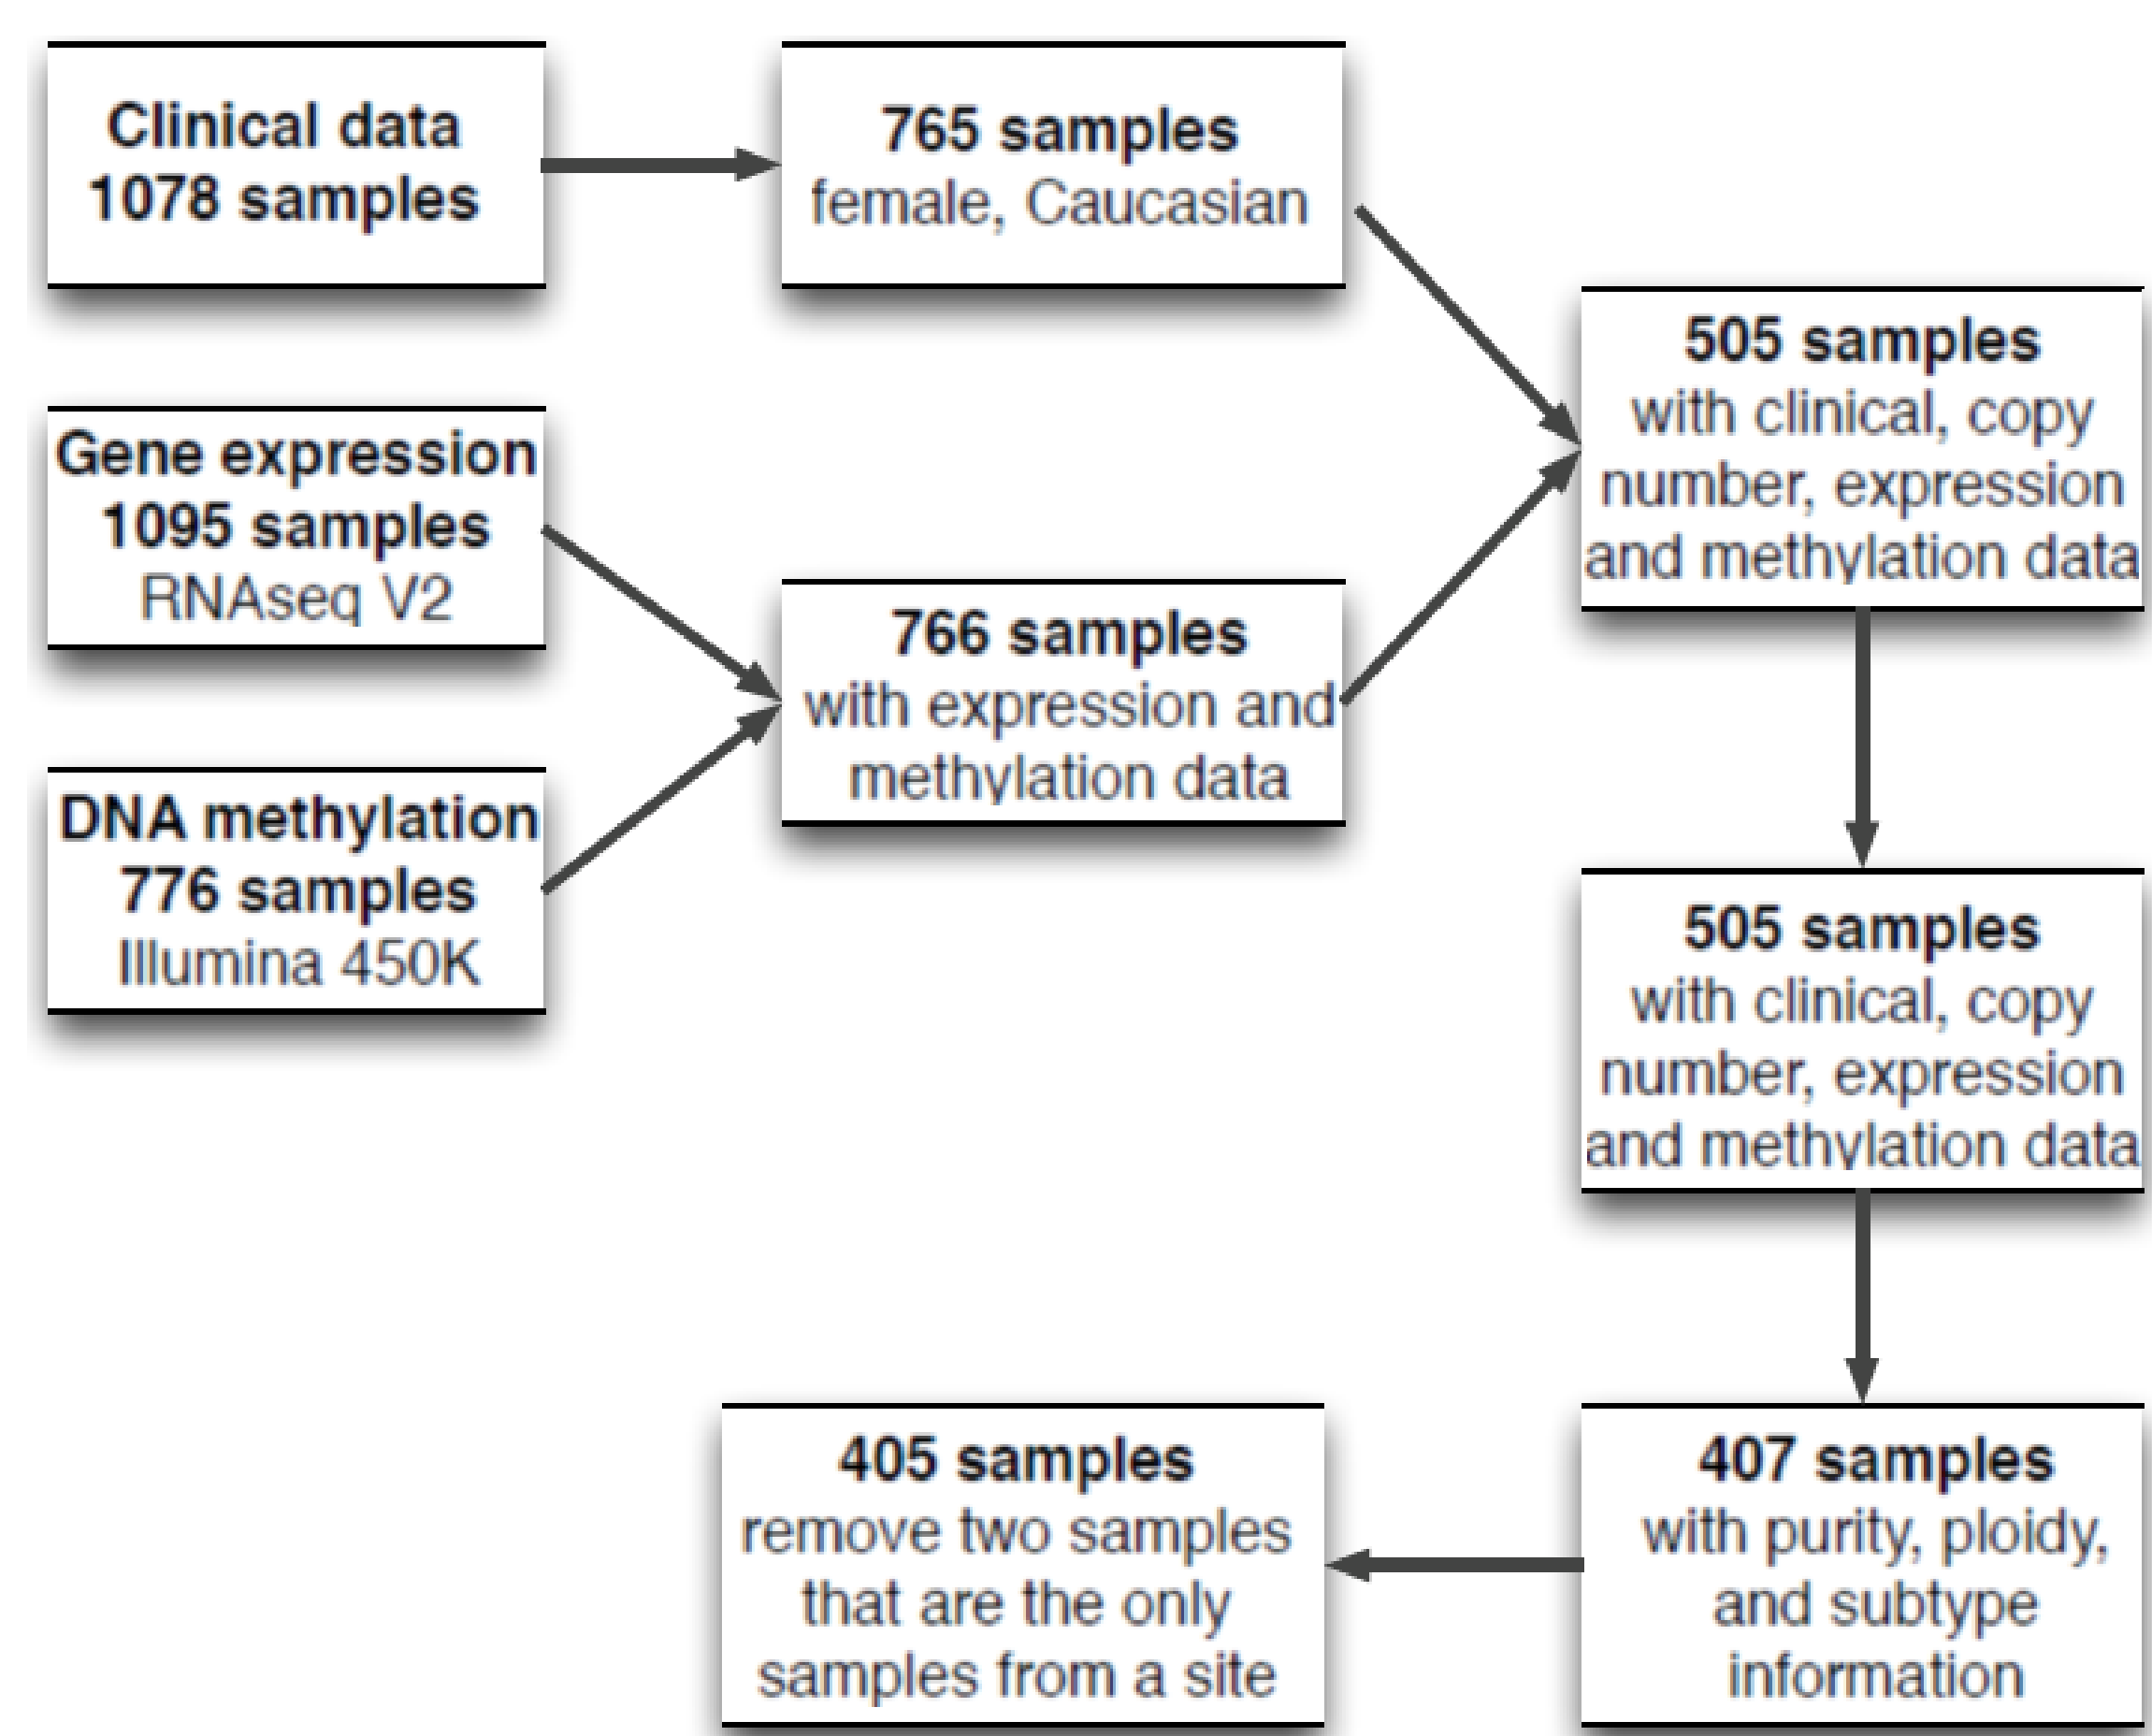 Clinical data
1078 samples
765 samples
female, Caucasian
Gene expression
1095 samples
RNAseq V2
DNA methylation
776 samples
Illumina 450K
766 samples
with expression and
methylation data
505 samples
with clinical, copy
number, expression
and methylation data
505 samples
with clinical, copy
number, expression
and methylation data
407 samples
with purity, ploidy,
and subtype
information
405 samples
remove two samples
that are the only
samples from a site